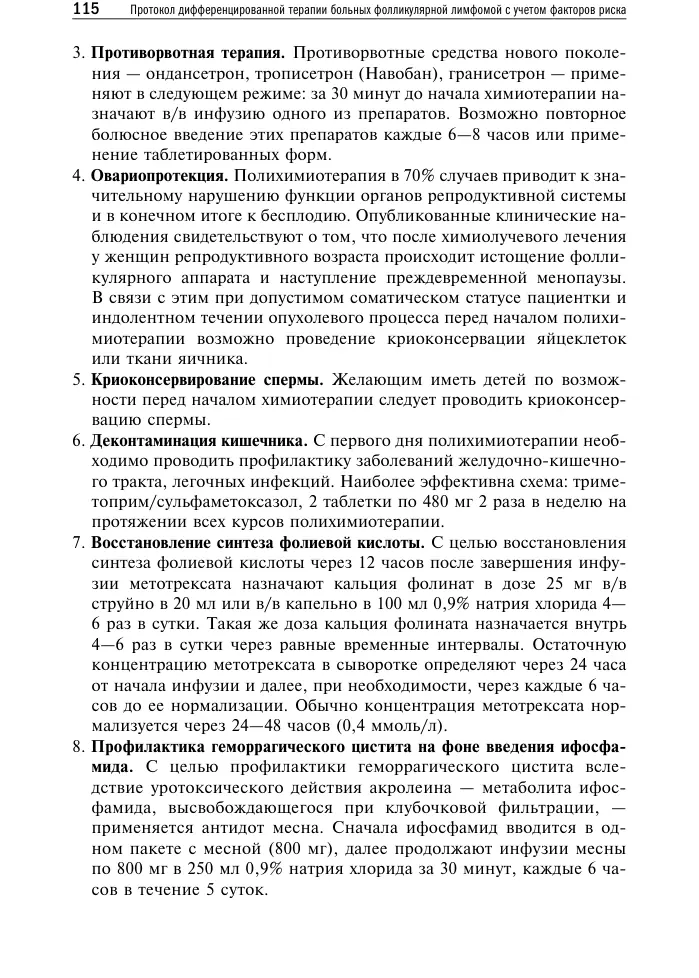 115 Протокол дифференцированной терапии больных фолликулярной лимфомой с учетом факторов риска
3. Противорвотная терапия. Противорвотные средства нового поколе-
ния — ондансетрон, трописетрон (Навобан), гранисетрон — приме-
няют в следующем режиме: за 30 минут до начала химиотерапии на-
значают в/в инфузию одного из препаратов. Возможно повторное
болюсное введение этих препаратов каждые 6—8 часов или приме-
нение таблетированных форм.
4. Овариопротекция. Полихимиотерапия в 70% случаев приводит к зна-
чительному нарушению функции органов репродуктивной системы
и в конечном итоге к бесплодию. Опубликованные клинические на-
блюдения свидетельствуют о том, что после химиолучевого лечения
у женщин репродуктивного возраста происходит истощение фолли-
кулярного аппарата и наступление преждевременной менопаузы.
В связи с этим при допустимом соматическом статусе пациентки и
индолентном течении опухолевого процесса перед началом полихи-
миотерапии возможно проведение криоконсервации яйцеклеток
или ткани яичника.
5. Криоконсервирование спермы. Желающим иметь детей по возмож-
ности перед началом химиотерапии следует проводить криоконсер-
вацию спермы.
6. Деконтаминация кишечника. С первого дня полихимиотерапии необ-
ходимо проводить профилактику заболеваний желудочно-кишечно-
го тракта, легочных инфекций. Наиболее эффективна схема: триме-
топрим/сульфаметоксазол, 2 таблетки по 480 мг 2 раза в неделю на
протяжении всех курсов полихимиотерапии.
7. Восстановление синтеза фолиевой кислоты. С целью восстановления
синтеза фолиевой кислоты через 12 часов после завершения инфу-
зии метотрексата назначают кальция фолинат в дозе 25 мг в/в
струйно в 20 мл или в/в капельно в 100 мл 0,9% натрия хлорида 4—
6 раз в сутки. Такая же доза кальция фолината назначается внутрь
4—6 раз в сутки через равные временные интервалы. Остаточную
концентрацию метотрексата в сыворотке определяют через 24 часа
от начала инфузии и далее, при необходимости, через каждые 6 ча-
сов до ее нормализации. Обычно концентрация метотрексата нор-
мализуется через 24—48 часов (0,4 ммоль/л).
8. Профилактика геморрагического цистита на фоне введения ифосфа-
мида. С целью профилактики геморрагического цистита всле-
дствие уротоксического действия акролеина — метаболита ифос-
фамида, высвобождающегося при клубочковой фильтрации, —
применяется антидот месна. Сначала ифосфамид вводится в од-
ном пакете с месной (800 мг), далее продолжают инфузии месны
по 800 мг в 250 мл 0,9% натрия хлорида за 30 минут, каждые 6 ча-
сов в течение 5 суток.